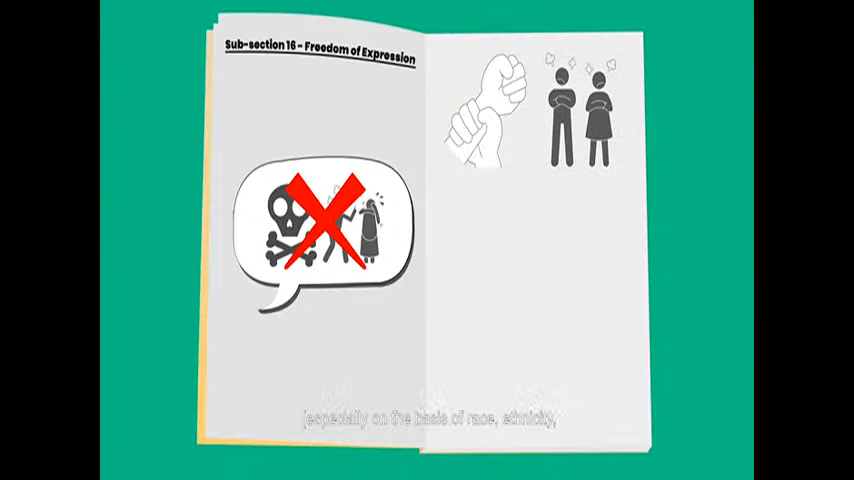 Sub-section 16 - Freedom of Expression
[especially on the basis of race, ethnicity,